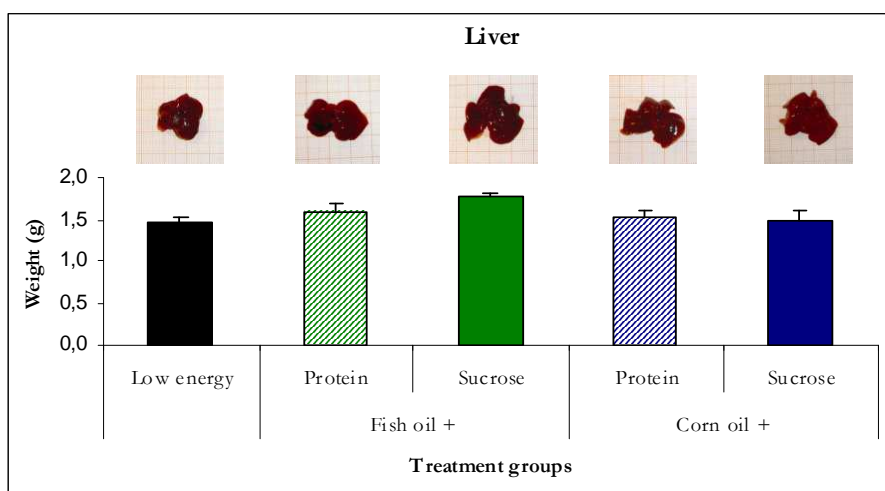 Liver
Weight (g)
2,0
1,5
1,0
0,5
0,0
Low energy
Protein
Sucrose
Protein
Sucrose
Fish oil +
Corn oil +
Treatment groups